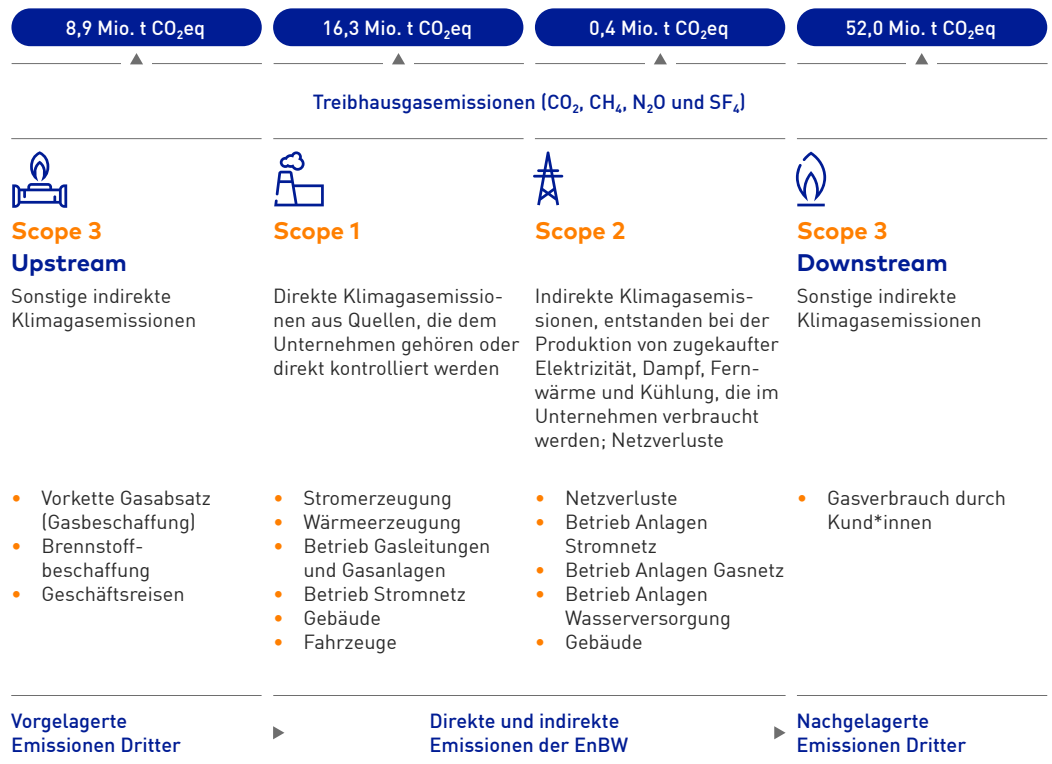 8,9 Mio. t CO₂eq
16,3 Mio. t CO₂eq
0,4 Mio. t CO₂eq
52,0 Mio. t CO₂eq
Treibhausgasemissionen (CO₂, CH₄, N₂O und SF₄)
Scope 3
Upstream
Sonstige indirekte
Klimagasemissionen
• Vorkette Gasabsatz
(Gasbeschaffung)
• Brennstoff-
beschaffung
• Geschäftsreisen
Scope 1
Direkte Klimagasemissio-
nen aus Quellen, die dem
Unternehmen gehören oder
direkt kontrolliert werden
• Stromerzeugung
• Wärmeerzeugung
• Betrieb Gasleitungen
und Gasanlagen
• Betrieb Stromnetz
• Gebäude
• Fahrzeuge
Scope 2
Indirekte Klimagasemis-
sionen, entstanden bei der
Produktion von zugekaufter
Elektrizität, Dampf, Fern-
wärme und Kühlung, die im
Unternehmen verbraucht
werden; Netzverluste
• Netzverluste
• Betrieb Anlagen
Stromnetz
• Betrieb Anlagen Gasnetz
• Betrieb Anlagen
Wasserversorgung
• Gebäude
Scope 3
Downstream
Sonstige indirekte
Klimagasemissionen
• Gasverbrauch durch
Kund*innen
Vorgelagerte
Emissionen Dritter
Direkte und indirekte
Emissionen der EnBW
Nachgelagerte
Emissionen Dritter